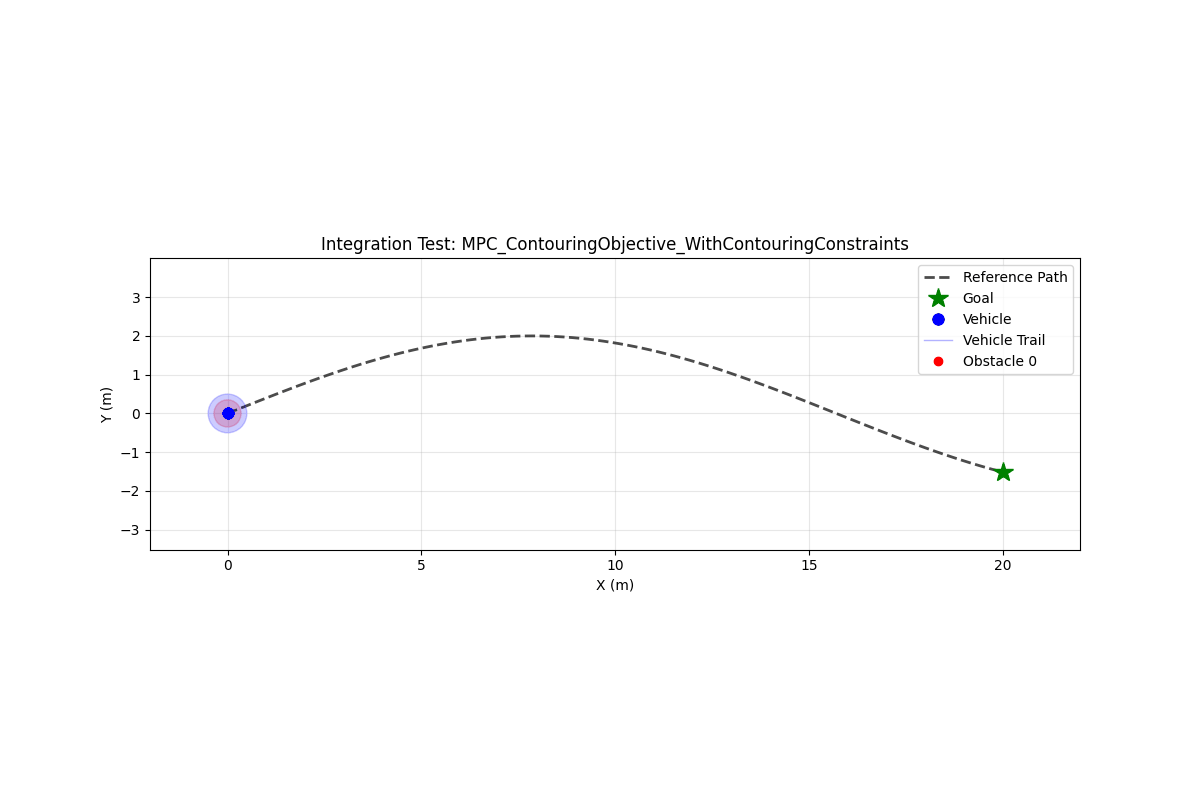 Integration Test: MPC_ContouringObjective_WithContouringConstraints
Reference Path
Goal
Vehicle
Vehicle Trail
Obstacle 0
Y (m)
3
2
1
0
−1
−2
−3
0 5 10 15 20
X (m)